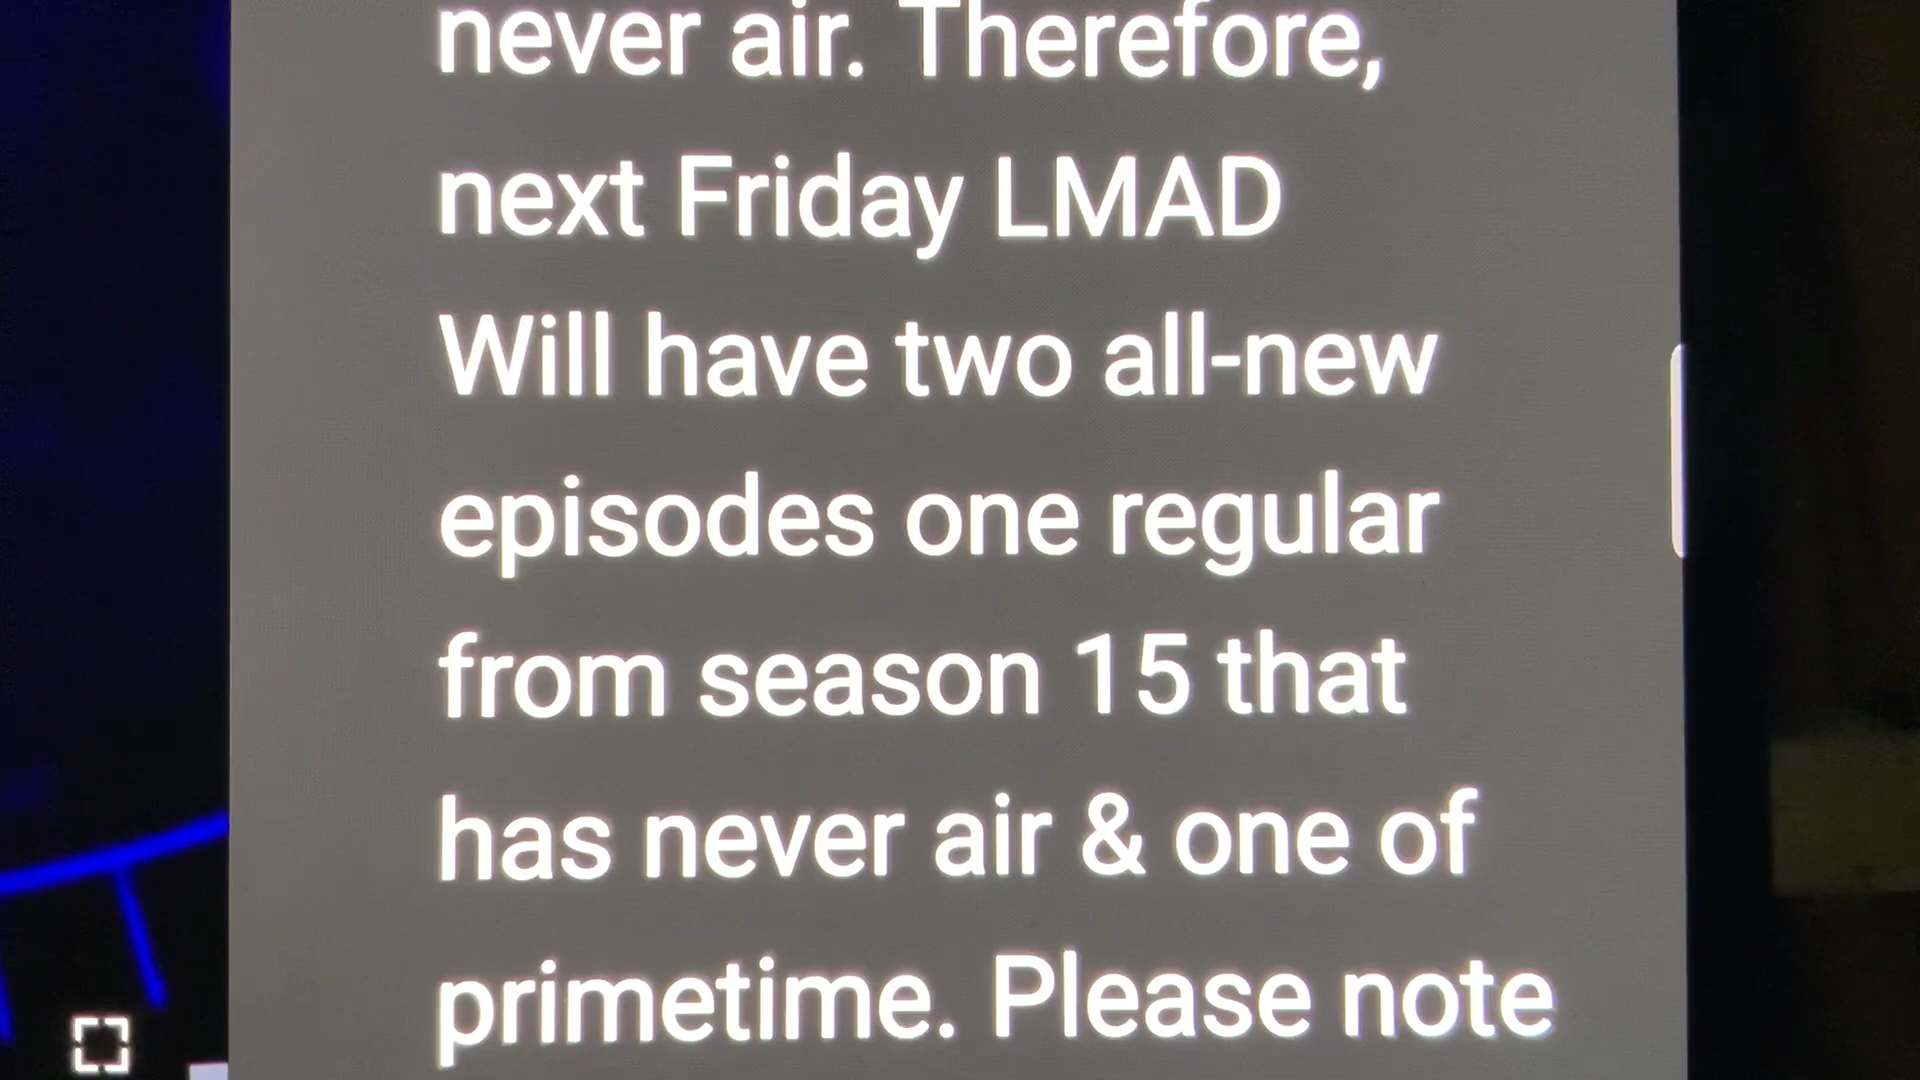 never air. Therefore,
next Friday LMAD
Will have two all-new
episodes one regular
from season 15 that
has never air & one of
primetime. Please note